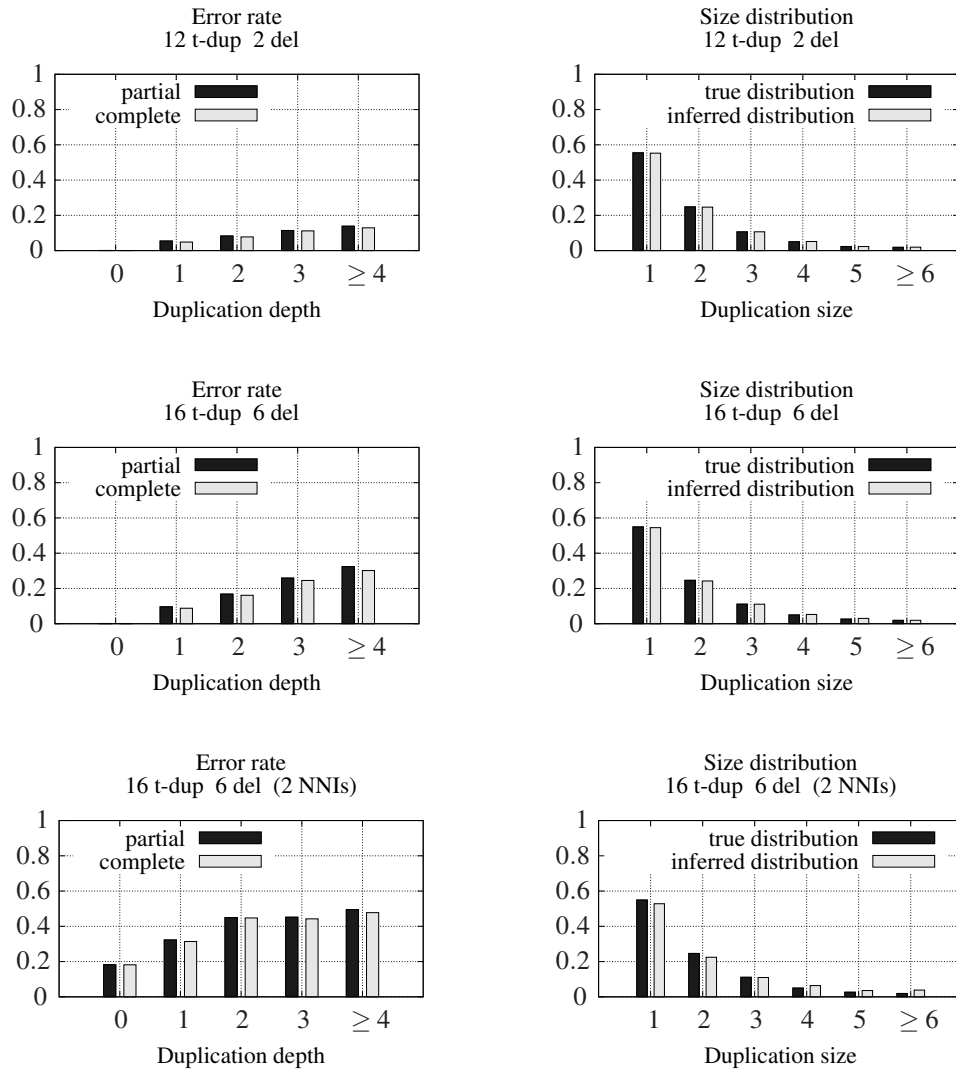 Error rate
12 t-dup 2 del
1
0.8
0.6
0.4
0.2
0
partial
complete
0 1 2 3 ≥ 4
Duplication depth
Size distribution
12 t-dup 2 del
1
0.8
0.6
0.4
0.2
0
true distribution
inferred distribution
1 2 3 4 5 ≥ 6
Duplication size
Error rate
16 t-dup 6 del
1
0.8
0.6
0.4
0.2
0
partial
complete
0 1 2 3 ≥ 4
Duplication depth
Size distribution
16 t-dup 6 del
1
0.8
0.6
0.4
0.2
0
true distribution
inferred distribution
1 2 3 4 5 ≥ 6
Duplication size
Error rate
16 t-dup 6 del (2 NNIs)
1
0.8
0.6
0.4
0.2
0
partial
complete
0 1 2 3 ≥ 4
Duplication depth
Size distribution
16 t-dup 6 del (2 NNIs)
1
0.8
0.6
0.4
0.2
0
true distribution
inferred distribution
1 2 3 4 5 ≥ 6
Duplication size